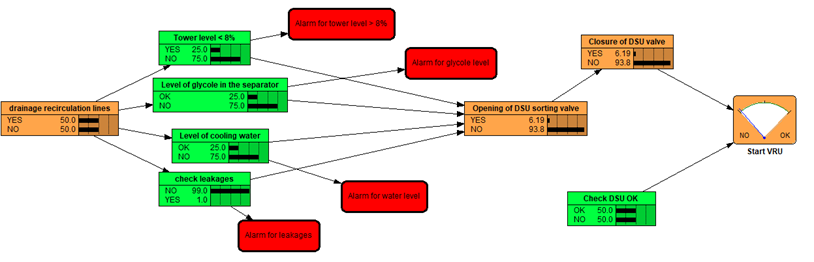 drainage recirculation lines
YES 50.0
NO 50.0
Tower level < 8%
YES 25.0
NO 75.0
Alarm for tower level > 8%
Level of glycole in the separator
OK 25.0
NO 75.0
Alarm for glycole level
Level of cooling water
OK 25.0
NO 75.0
Alarm for water level
check leakages
NO 99.0
YES 1.0
Alarm for leakages
Opening of DSU sorting valve
YES 6.19
NO 93.8
Closure of DSU valve
YES 6.19
NO 93.8
Check DSU OK
OK 50.0
NO 50.0
NO OK
Start VRU